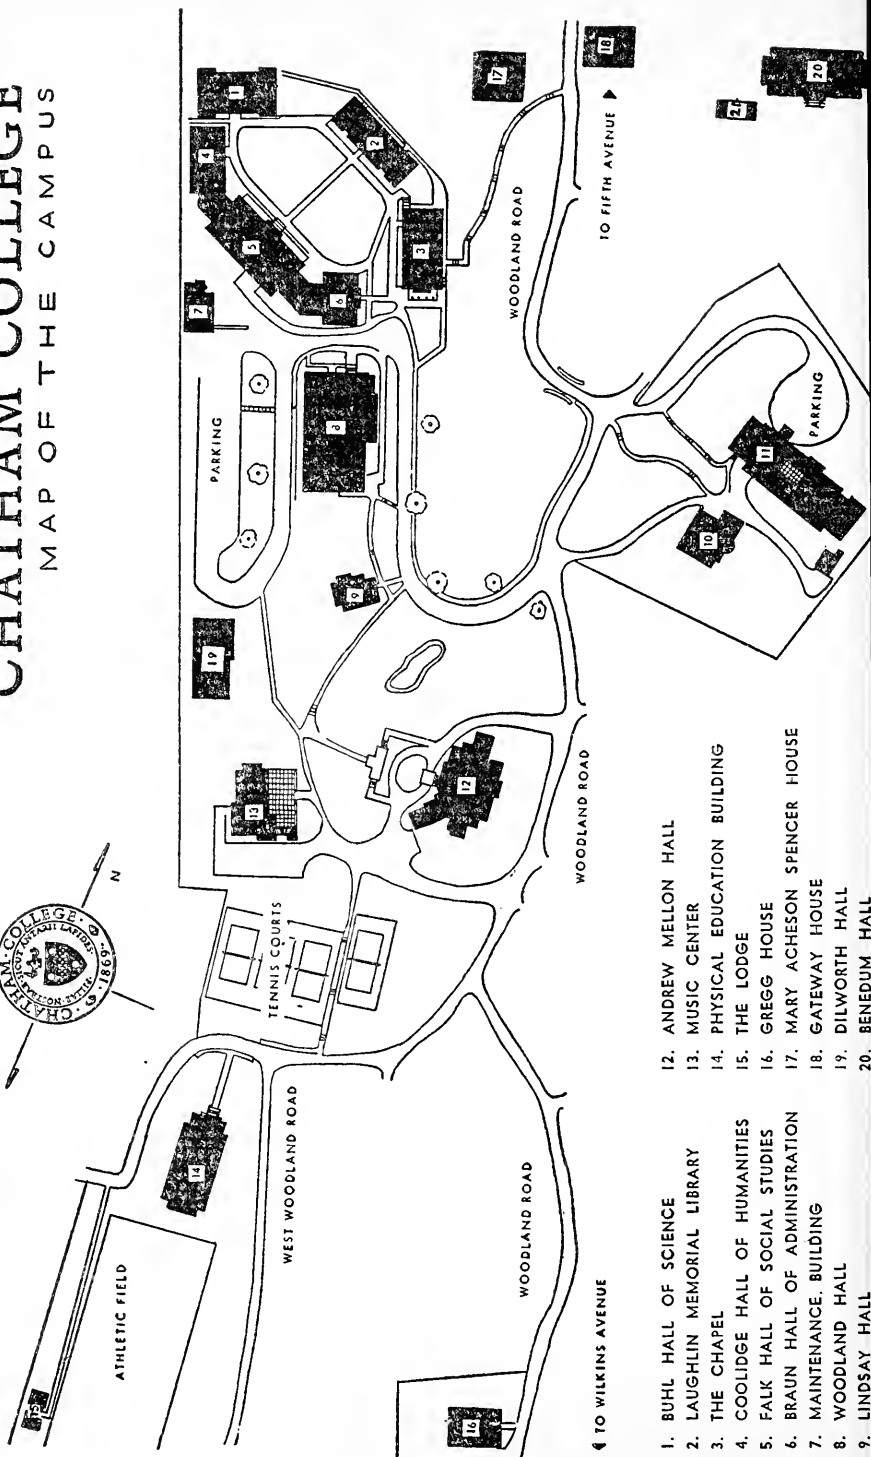 CHATHAM COLLEGE
MAP OF THE CAMPUS
CHATHAM · COLLEGE
1869
N
ATHLETIC FIELD
WEST WOODLAND ROAD
TENNIS COURTS
PARKING
WOODLAND ROAD
WOODLAND ROAD
WOODLAND ROAD
TO FIFTH AVENUE
PARKING
TO WILKINS AVENUE
1
2
3
4
5
6
7
8
9
10
11
12
13
14
15
16
17
18
19
20
1. BUHL HALL OF SCIENCE
2. LAUGHLIN MEMORIAL LIBRARY
3. THE CHAPEL
4. COOLIDGE HALL OF HUMANITIES
5. FALK HALL OF SOCIAL STUDIES
6. BRAUN HALL OF ADMINISTRATION
7. MAINTENANCE BUILDING
8. WOODLAND HALL
9. LINDSAY HALL
12. ANDREW MELLON HALL
13. MUSIC CENTER
14. PHYSICAL EDUCATION BUILDING
15. THE LODGE
16. GREGG HOUSE
17. MARY ACHESON SPENCER HOUSE
18. GATEWAY HOUSE
19. DILWORTH HALL
20. BENEDUM HALL